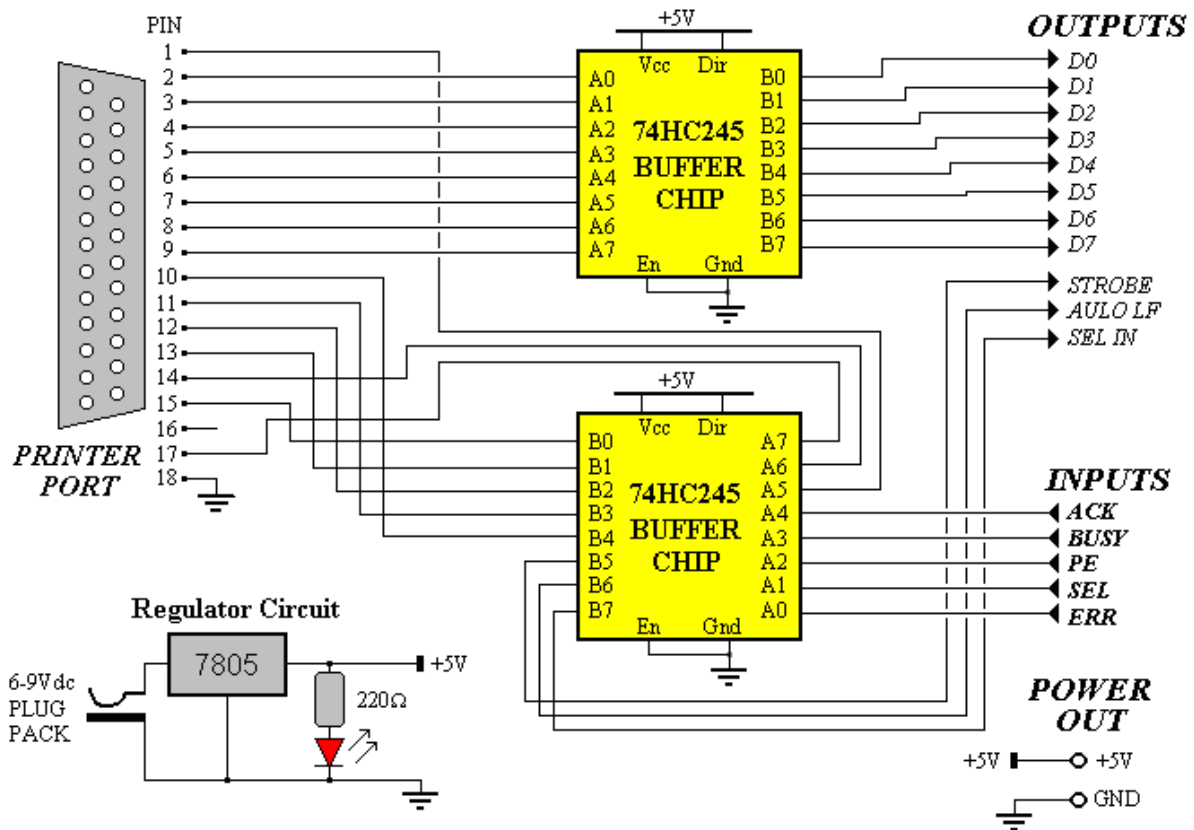 PIN
1
2
3
4
5
6
7
8
9
10
11
12
13
14
15
16
17
18
PRINTER
PORT
+5V
Vcc Dir
A0
A1
A2
A3
A4
A5
A6
A7
74HC245
BUFFER
CHIP
B0
B1
B2
B3
B4
B5
B6
B7
En Gnd
OUTPUTS
D0
D1
D2
D3
D4
D5
D6
D7
STROBE
AULO LF
SEL IN
+5V
Vcc Dir
B0
B1
B2
B3
B4
B5
B6
B7
74HC245
BUFFER
CHIP
A7
A6
A5
A4
A3
A2
A1
A0
En Gnd
INPUTS
ACK
BUSY
PE
SEL
ERR
Regulator Circuit
7805
+5V
220Ω
6-9Vdc
PLUG
PACK
POWER
OUT
+5V +5V
GND